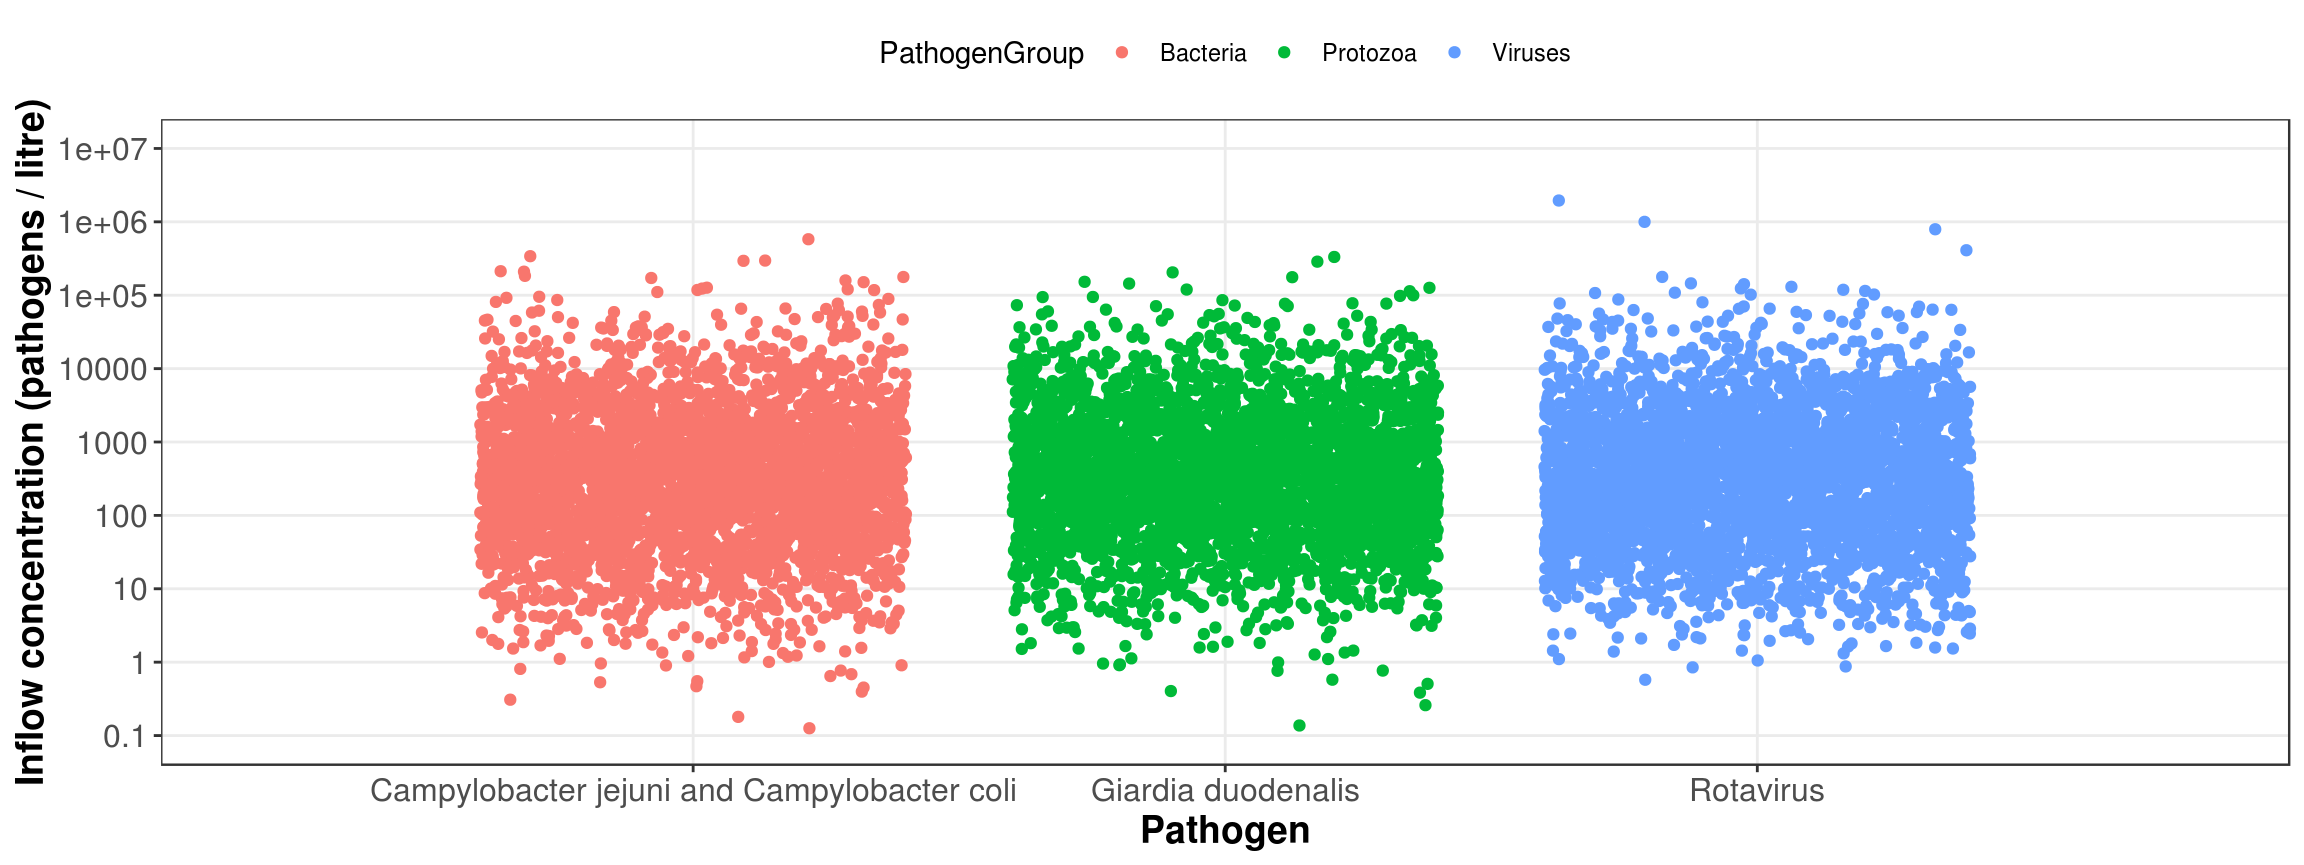 PathogenGroup Bacteria Protozoa Viruses
Inflow concentration (pathogens / litre)
1e+07
1e+06
1e+05
10000
1000
100
10
1
0.1
Campylobacter jejuni and Campylobacter coli Giardia duodenalis Rotavirus
Pathogen